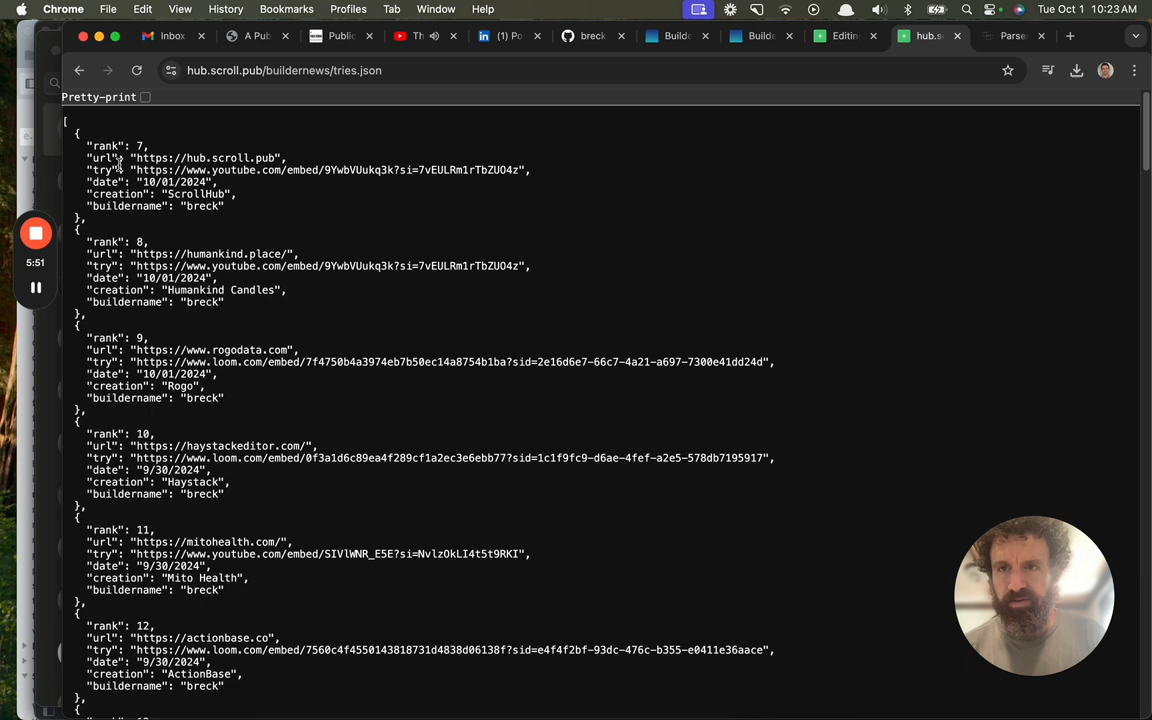 Chrome File Edit View History Bookmarks Profiles Tab Window Help Tue Oct 1 10:23 AM
Inbox A Pub Public Th (1) Po breck Builde Builde Editin hub.s Parse
hub.scroll.pub/buildernews/tries.json
Pretty-print
[
{
"rank": 7,
"url": "https://hub.scroll.pub",
"try": "https://www.youtube.com/embed/9YwbVUukq3k?si=7vEULRm1rTbZUO4z",
"date": "10/01/2024",
"creation": "ScrollHub",
"buildername": "breck"
},
{
"rank": 8,
"url": "https://humankind.place/",
"try": "https://www.youtube.com/embed/9YwbVUukq3k?si=7vEULRm1rTbZUO4z",
"date": "10/01/2024",
"creation": "Humankind Candles",
"buildername": "breck"
},
{
"rank": 9,
"url": "https://www.rogodata.com",
"try": "https://www.loom.com/embed/7f4750b4a3974eb7b50ec14a8754b1ba?sid=2e16d6e7-66c7-4a21-a697-7300e41dd24d",
"date": "10/01/2024",
"creation": "Rogo",
"buildername": "breck"
},
{
"rank": 10,
"url": "https://haystackeditor.com/",
"try": "https://www.loom.com/embed/0f3a1d6c89ea4f289cf1a2ec3e6ebb77?sid=1c1f9fc9-d6ae-4fef-a2e5-578db7195917",
"date": "9/30/2024",
"creation": "Haystack",
"buildername": "breck"
},
{
"rank": 11,
"url": "https://mitohealth.com/",
"try": "https://www.youtube.com/embed/SIVlWNR_E5E?si=NvlzOkLI4t5t9RKI",
"date": "9/30/2024",
"creation": "Mito Health",
"buildername": "breck"
},
{
"rank": 12,
"url": "https://actionbase.co",
"try": "https://www.loom.com/embed/7560c4f4550143818731d4838d06138f?sid=e4f4f2bf-93dc-476c-b355-e0411e36aace",
"date": "9/30/2024",
"creation": "ActionBase",
"buildername": "breck"
},
{
5:51